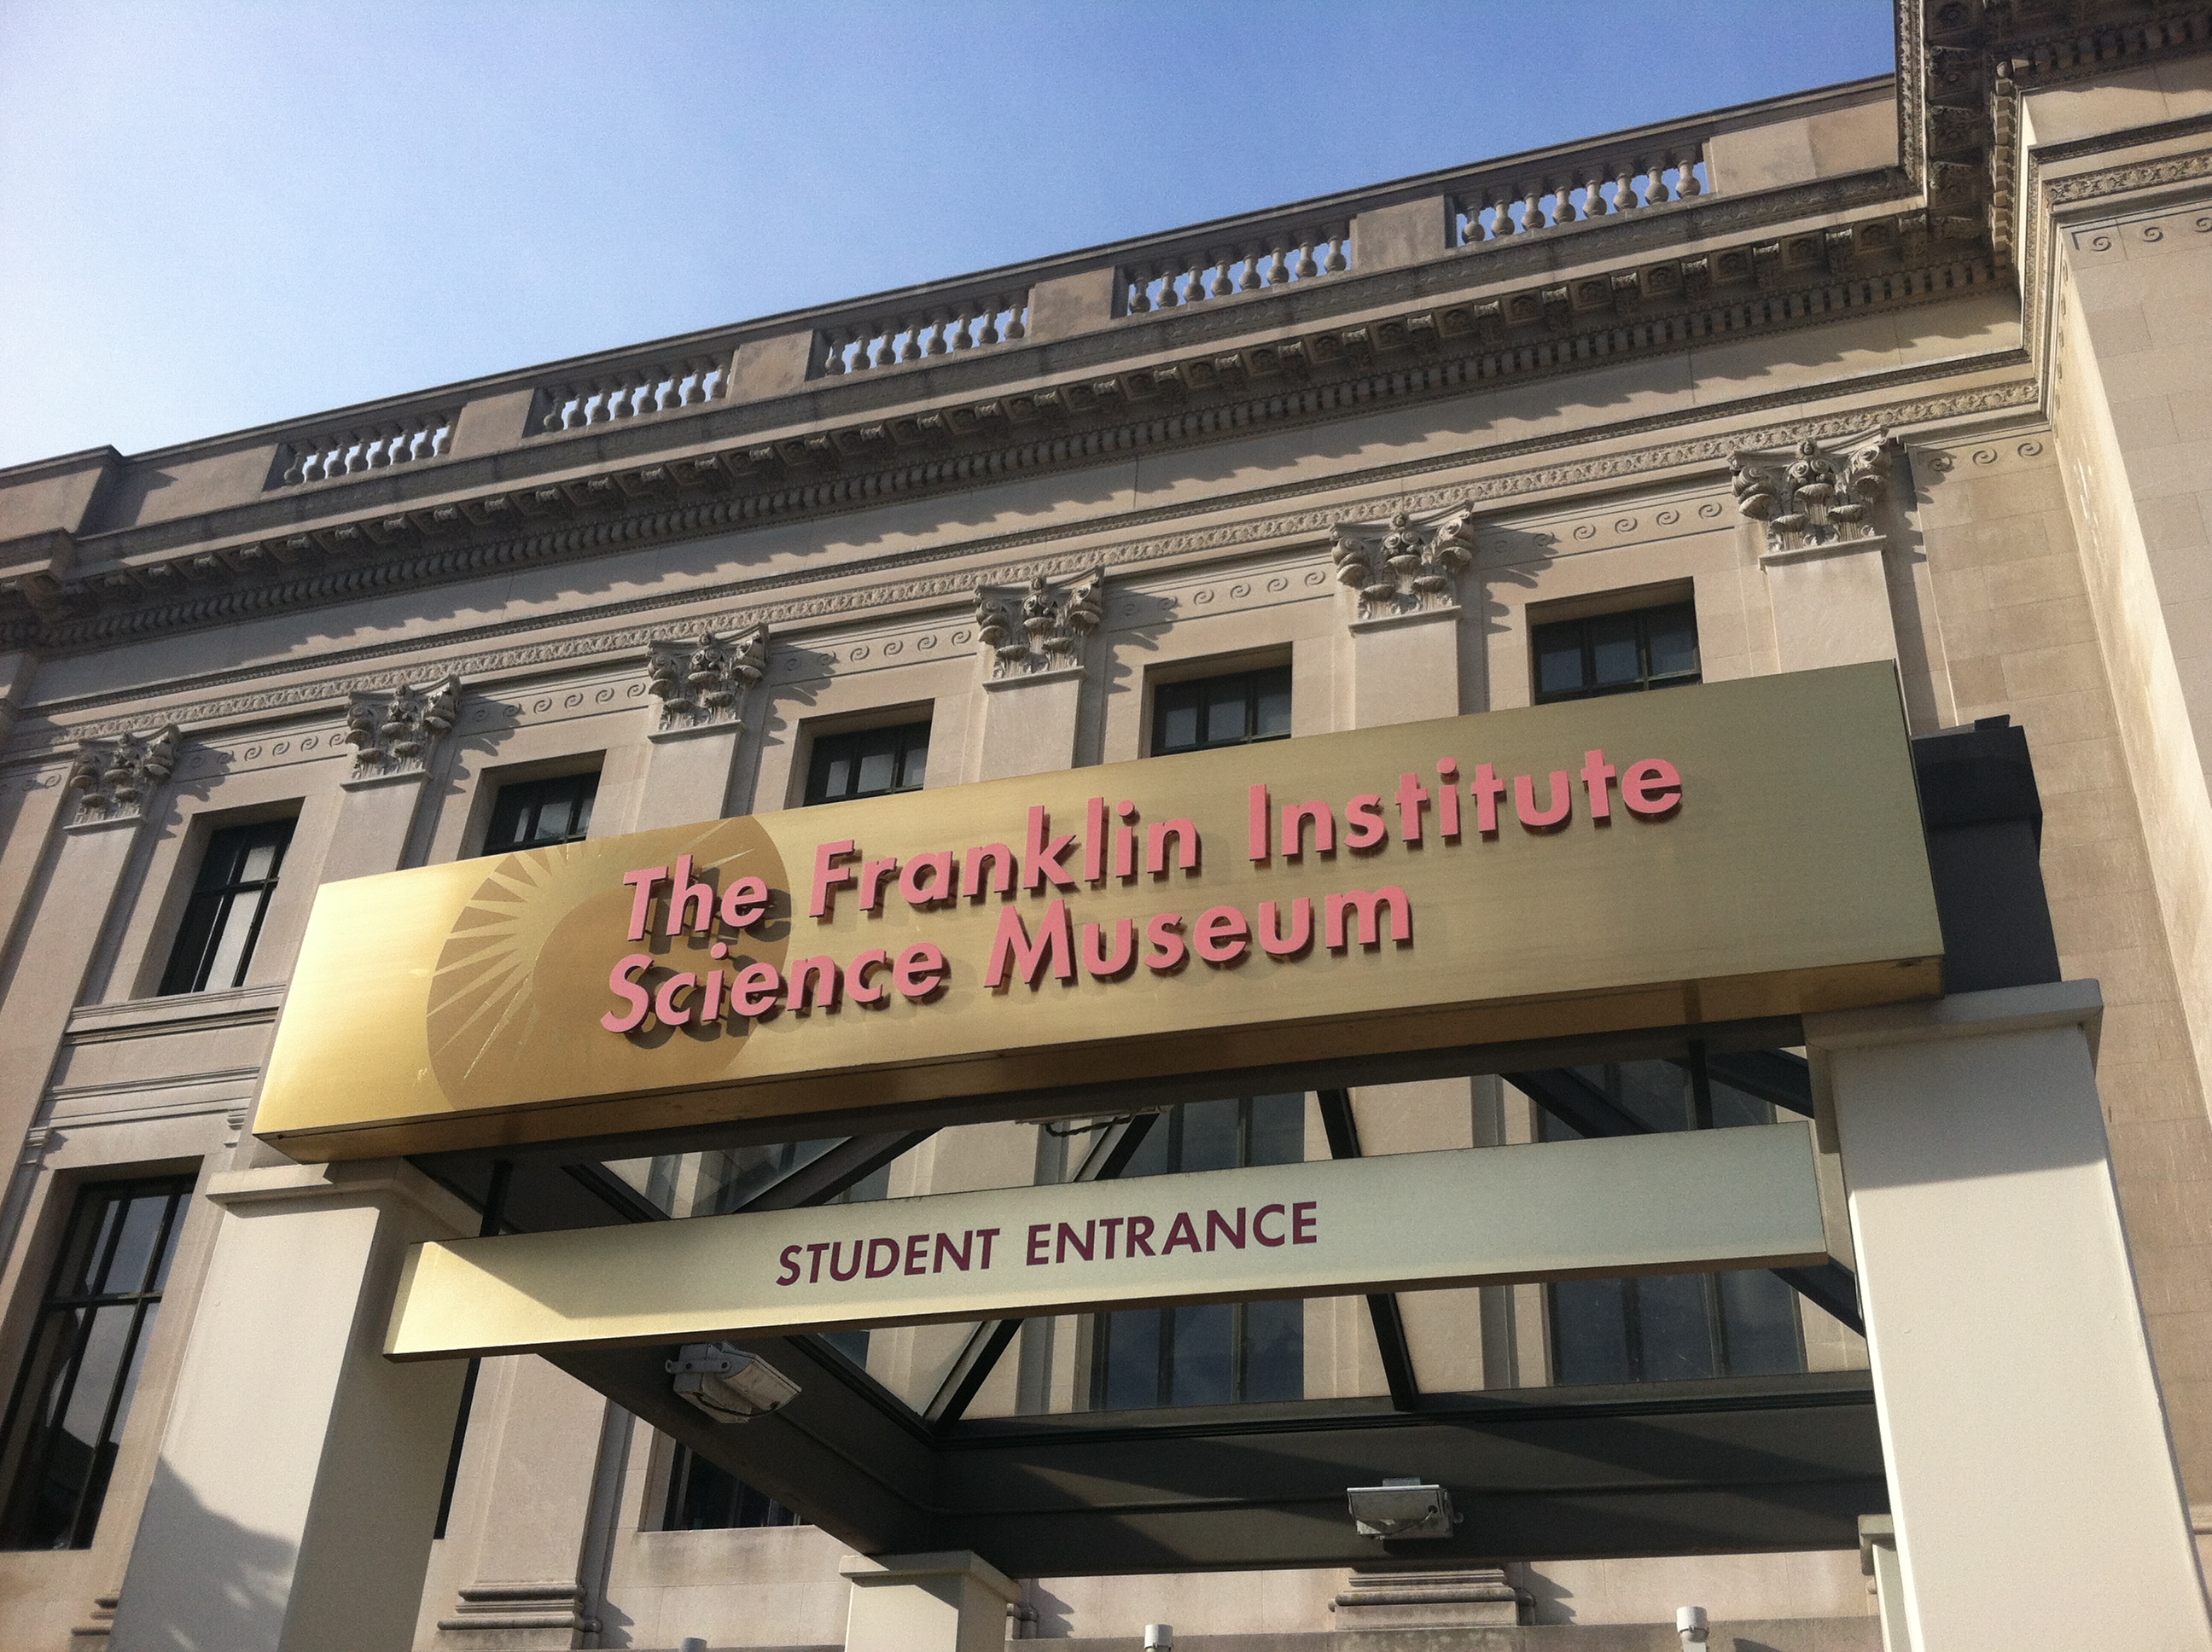 The Franklin Institute
Science Museum
STUDENT ENTRANCE